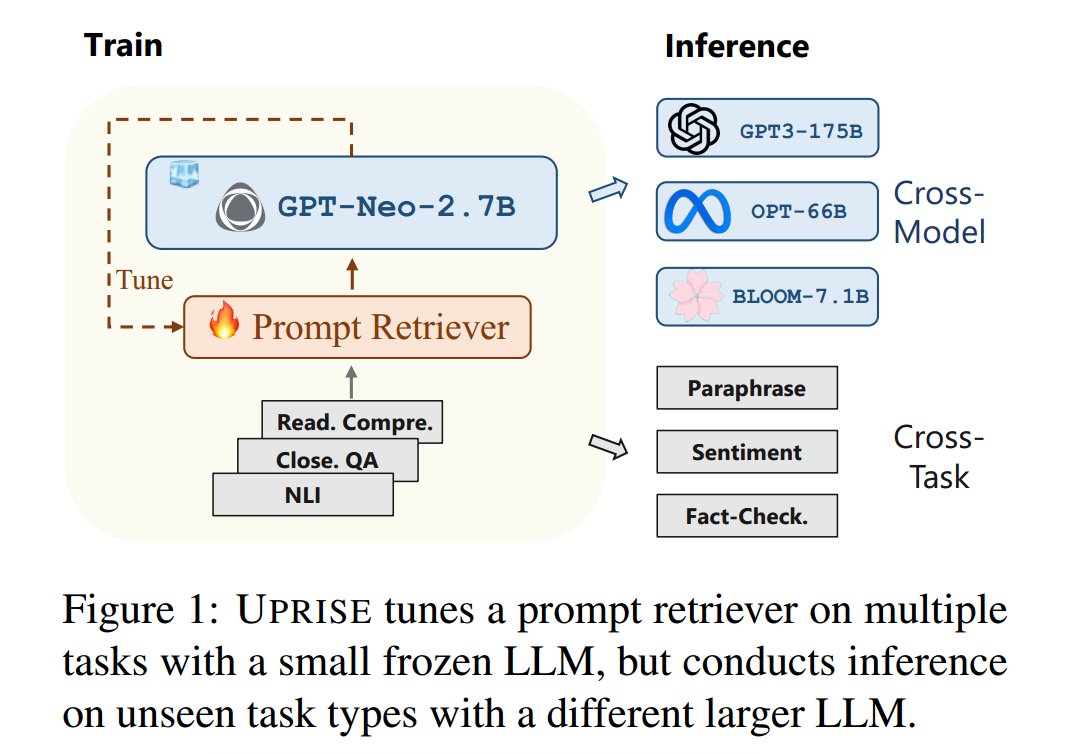 Train
Inference
GPT-Neo-2.7B
Tune
Prompt Retriever
Read. Compre.
Close. QA
NLI
GPT3-175B
OPT-66B
BLOOM-7.1B
Cross-
Model
Paraphrase
Sentiment
Fact-Check.
Cross-
Task
Figure 1: UPRISE tunes a prompt retriever on multiple
tasks with a small frozen LLM, but conducts inference
on unseen task types with a different larger LLM.